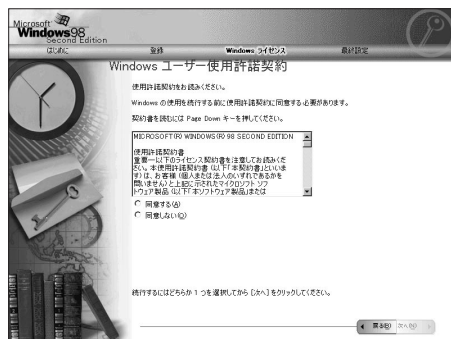 Microsoft
Windows98
Second Edition
はじめに 登録 Windows ライセンス 最終設定
Windows ユーザー使用許諾契約
使用許諾契約をお読みください。
Windows の使用を続行する前に使用許諾契約に同意する必要があります。
契約書を読むには Page Down キーを押してください。
MICROSOFT(R) WINDOWS(R) 98 SECOND EDITION
使用許諾契約書
重要―以下のライセンス契約書を注意してお読みくだ
さい。本使用許諾契約書 (以下「本契約書」といいま
す) は、お客様 (個人または法人のいずれであるかを
問いません) と上記に示されたマイクロソフト ソフ
トウェア製品 (以下「本ソフトウェア製品」または
同意する(A)
同意しない(D)
続行するにはどちらか 1 つを選択してから [次へ] をクリックしてください。
戻る(B) 次へ(N)